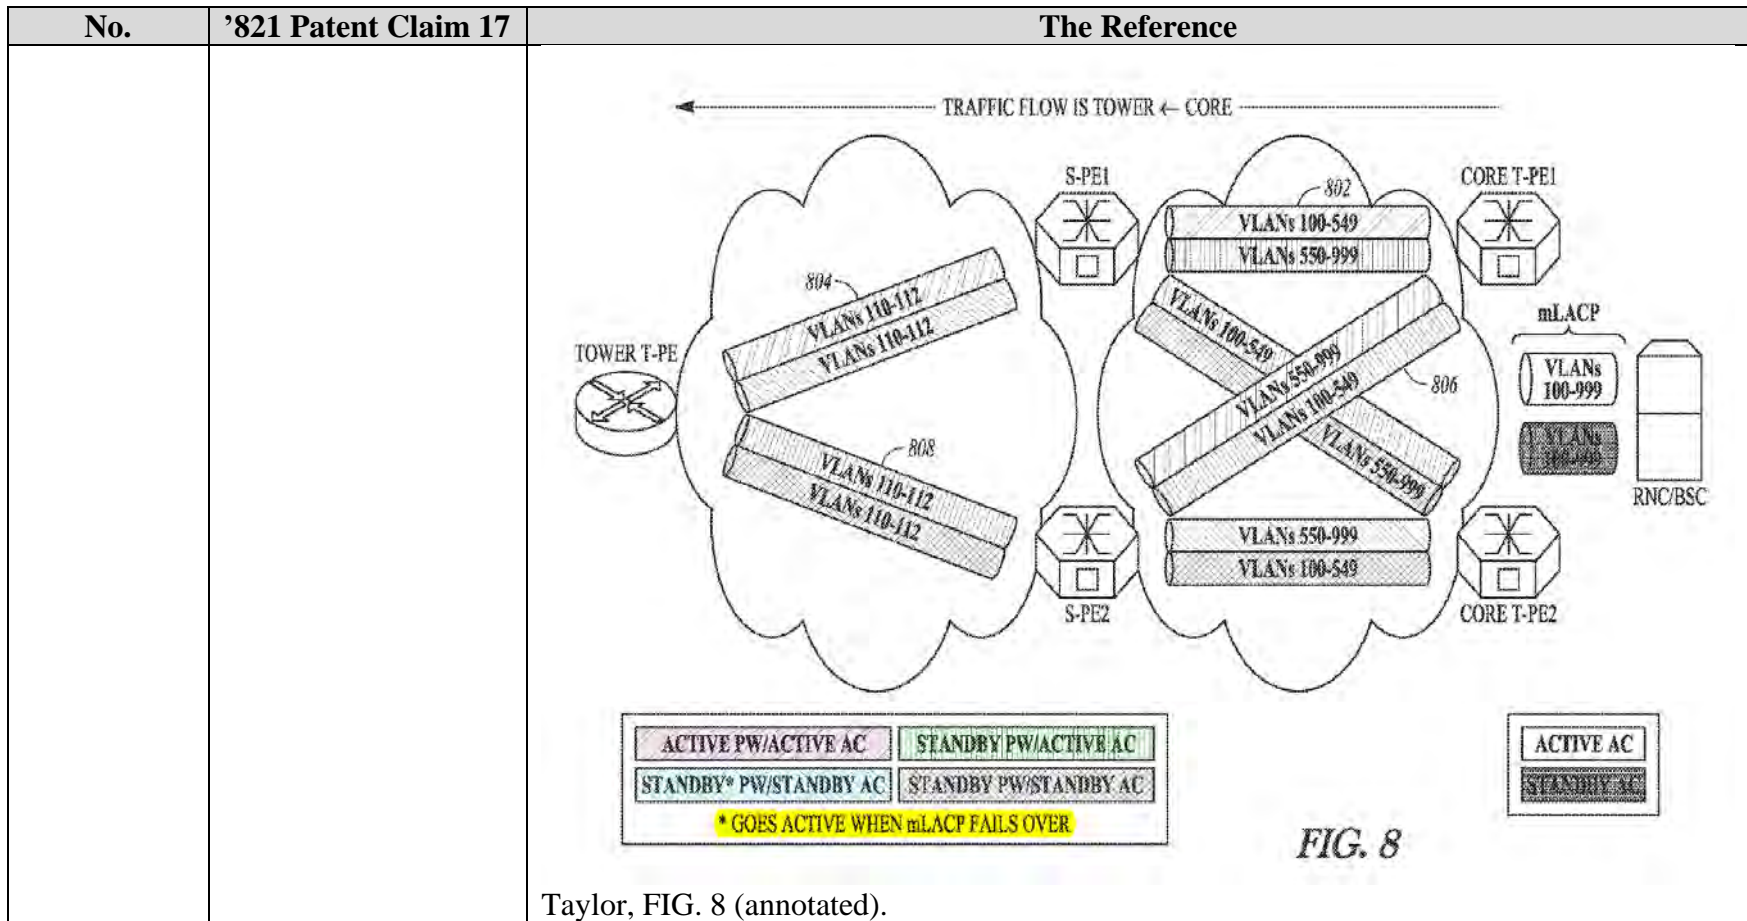 No. ’821 Patent Claim 17 The Reference
TRAFFIC FLOW IS TOWER ← CORE
S-PE1
CORE T-PE1
802
VLANs 100-549
VLANs 550-999
804
VLANs 110-112
VLANs 110-112
VLANs 100-549
VLANs 550-999
VLANs 550-999
VLANs 100-549
806
mLACP
VLANs
100-999
VLANs
100-999
RNC/BSC
TOWER T-PE
808
VLANs 110-112
VLANs 110-112
VLANs 550-999
VLANs 100-549
S-PE2
CORE T-PE2
ACTIVE PW/ACTIVE AC
STANDBY PW/ACTIVE AC
STANDBY* PW/STANDBY AC
STANDBY PW/STANDBY AC
* GOES ACTIVE WHEN mLACP FAILS OVER
ACTIVE AC
STANDBY AC
FIG. 8
Taylor, FIG. 8 (annotated).